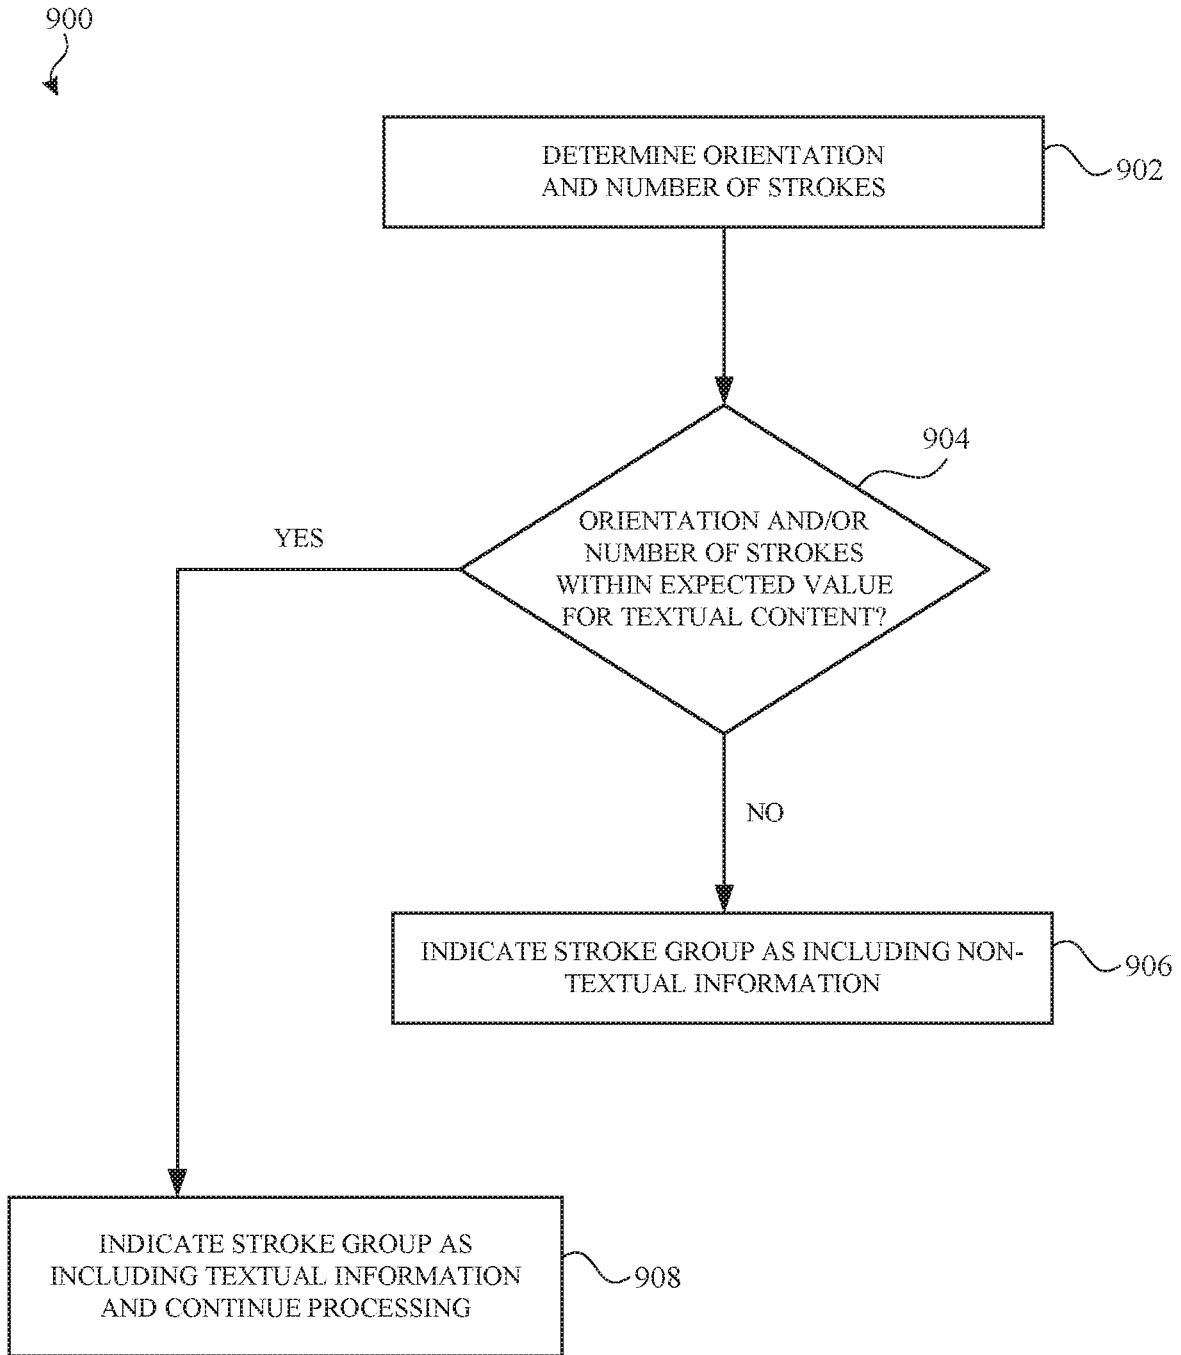 900
DETERMINE ORIENTATION
AND NUMBER OF STROKES
902
904
ORIENTATION AND/OR
NUMBER OF STROKES
WITHIN EXPECTED VALUE
FOR TEXTUAL CONTENT?
YES
NO
INDICATE STROKE GROUP AS INCLUDING NON-
TEXTUAL INFORMATION
906
INDICATE STROKE GROUP AS
INCLUDING TEXTUAL INFORMATION
AND CONTINUE PROCESSING
908